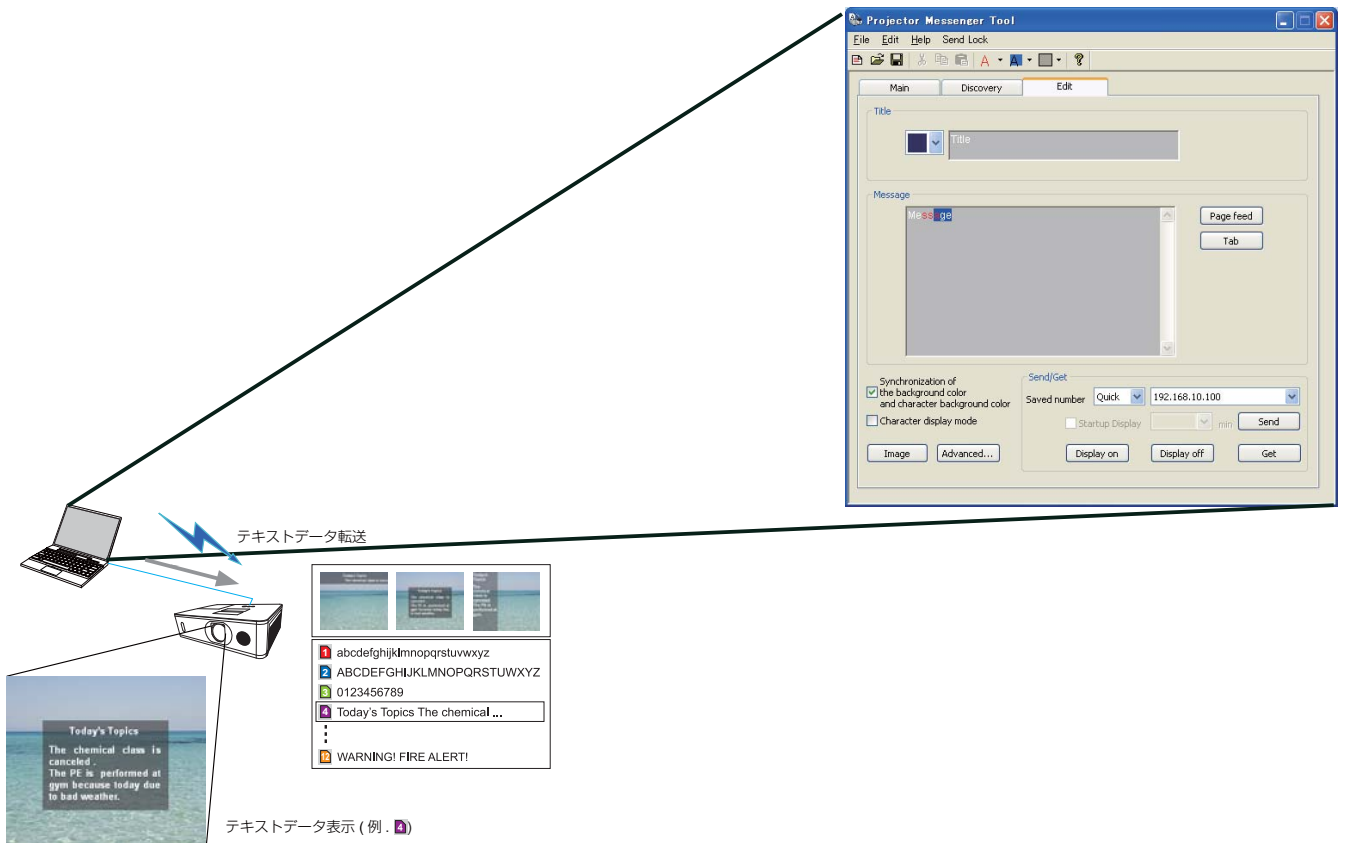 Projector Messenger Tool
File Edit Help Send Lock
Main Discovery Edit
Title
Title
Message
Message
Page feed
Tab
Synchronization of
the background color
and character background color
Character display mode
Image Advanced...
Send/Get
Saved number Quick 192.168.10.100
Startup Display min Send
Display on Display off Get
テキストデータ転送
1 abcdefghijklmnopqrstuvwxyz
2 ABCDEFGHIJKLMNOPQRSTUWXYZ
3 0123456789
4 Today's Topics The chemical ...
12 WARNING! FIRE ALERT!
Today's Topics
The chemical class is
canceled .
The PE is performed at
gym because today due
to bad weather.
テキストデータ表示 ( 例 . 4)